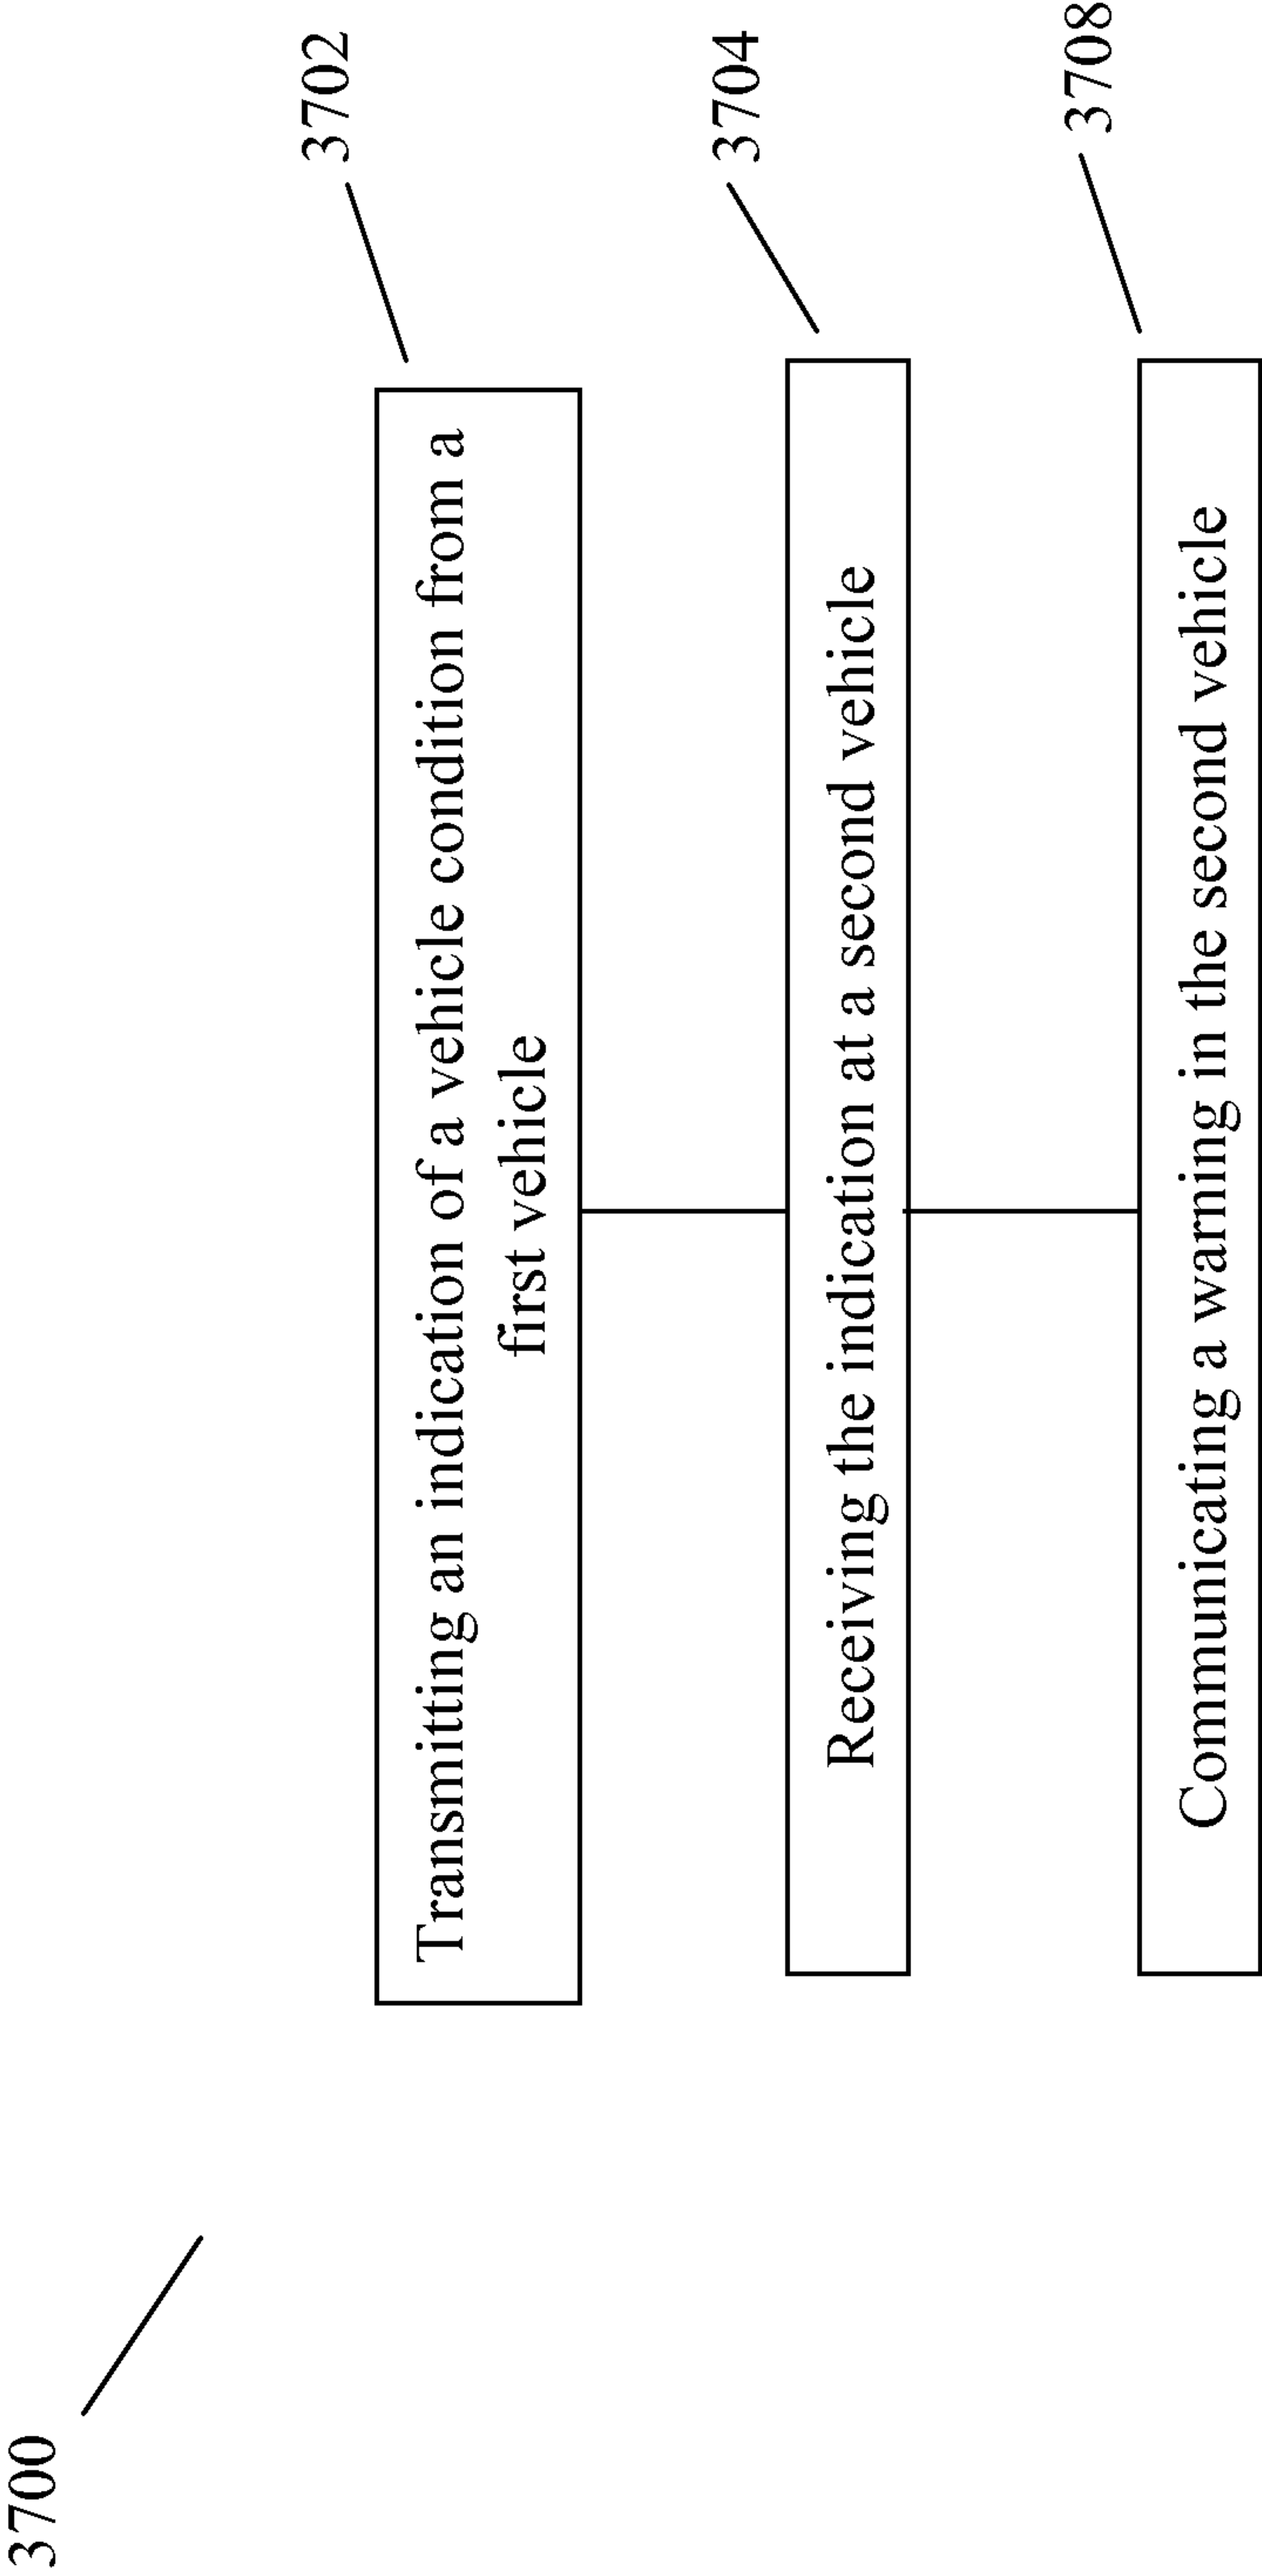 3700
3702
Transmitting an indication of a vehicle condition from a
first vehicle
3704
Receiving the indication at a second vehicle
3708
Communicating a warning in the second vehicle